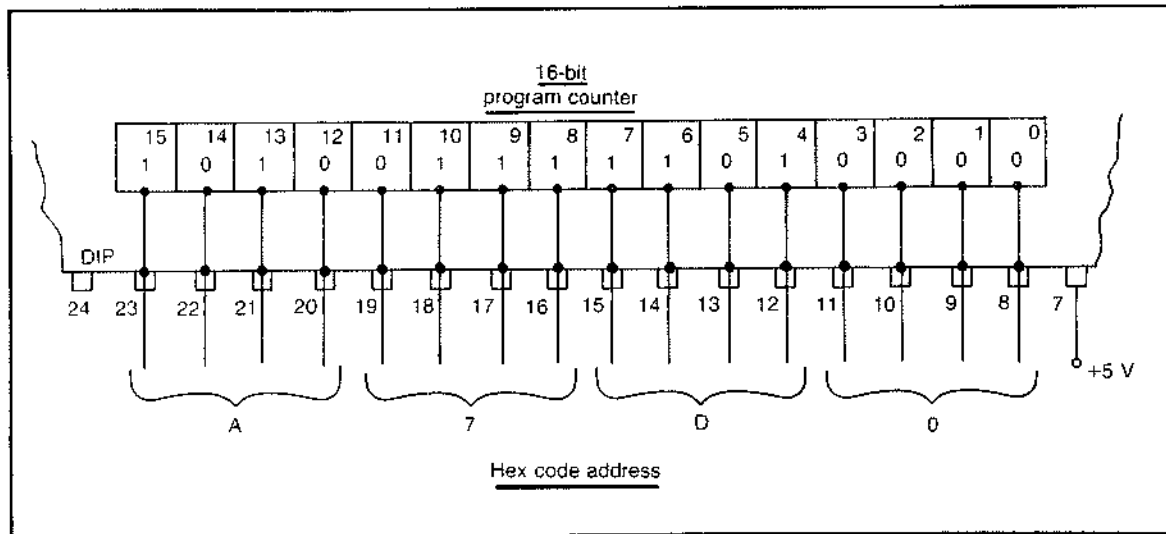 16-bit
program counter
15 14 13 12 11 10 9 8 7 6 5 4 3 2 1 0
1 0 1 0 0 1 1 1 1 1 0 1 0 0 0 0
DIP
24 23 22 21 20 19 18 17 16 15 14 13 12 11 10 9 8 7
+5 V
A 7 D 0
Hex code address